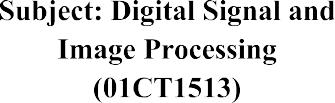 Subject: Digital Signal and
Image Processing
(01CT1513)